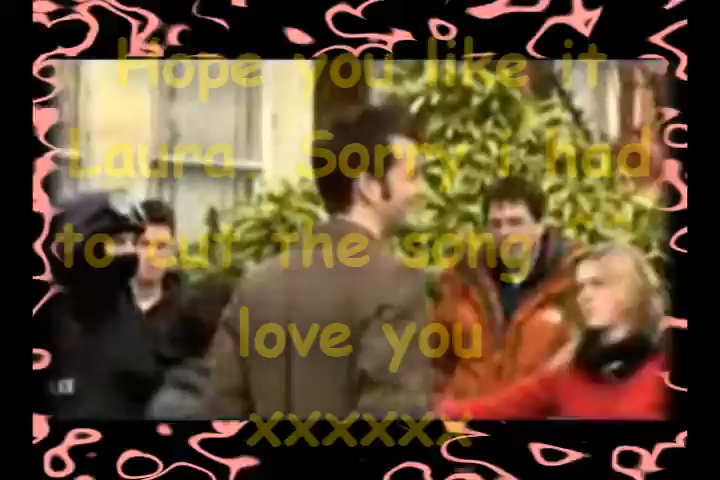 Hope you like it
Laura Sorry i had
to cut the song
love you
xxxxxx